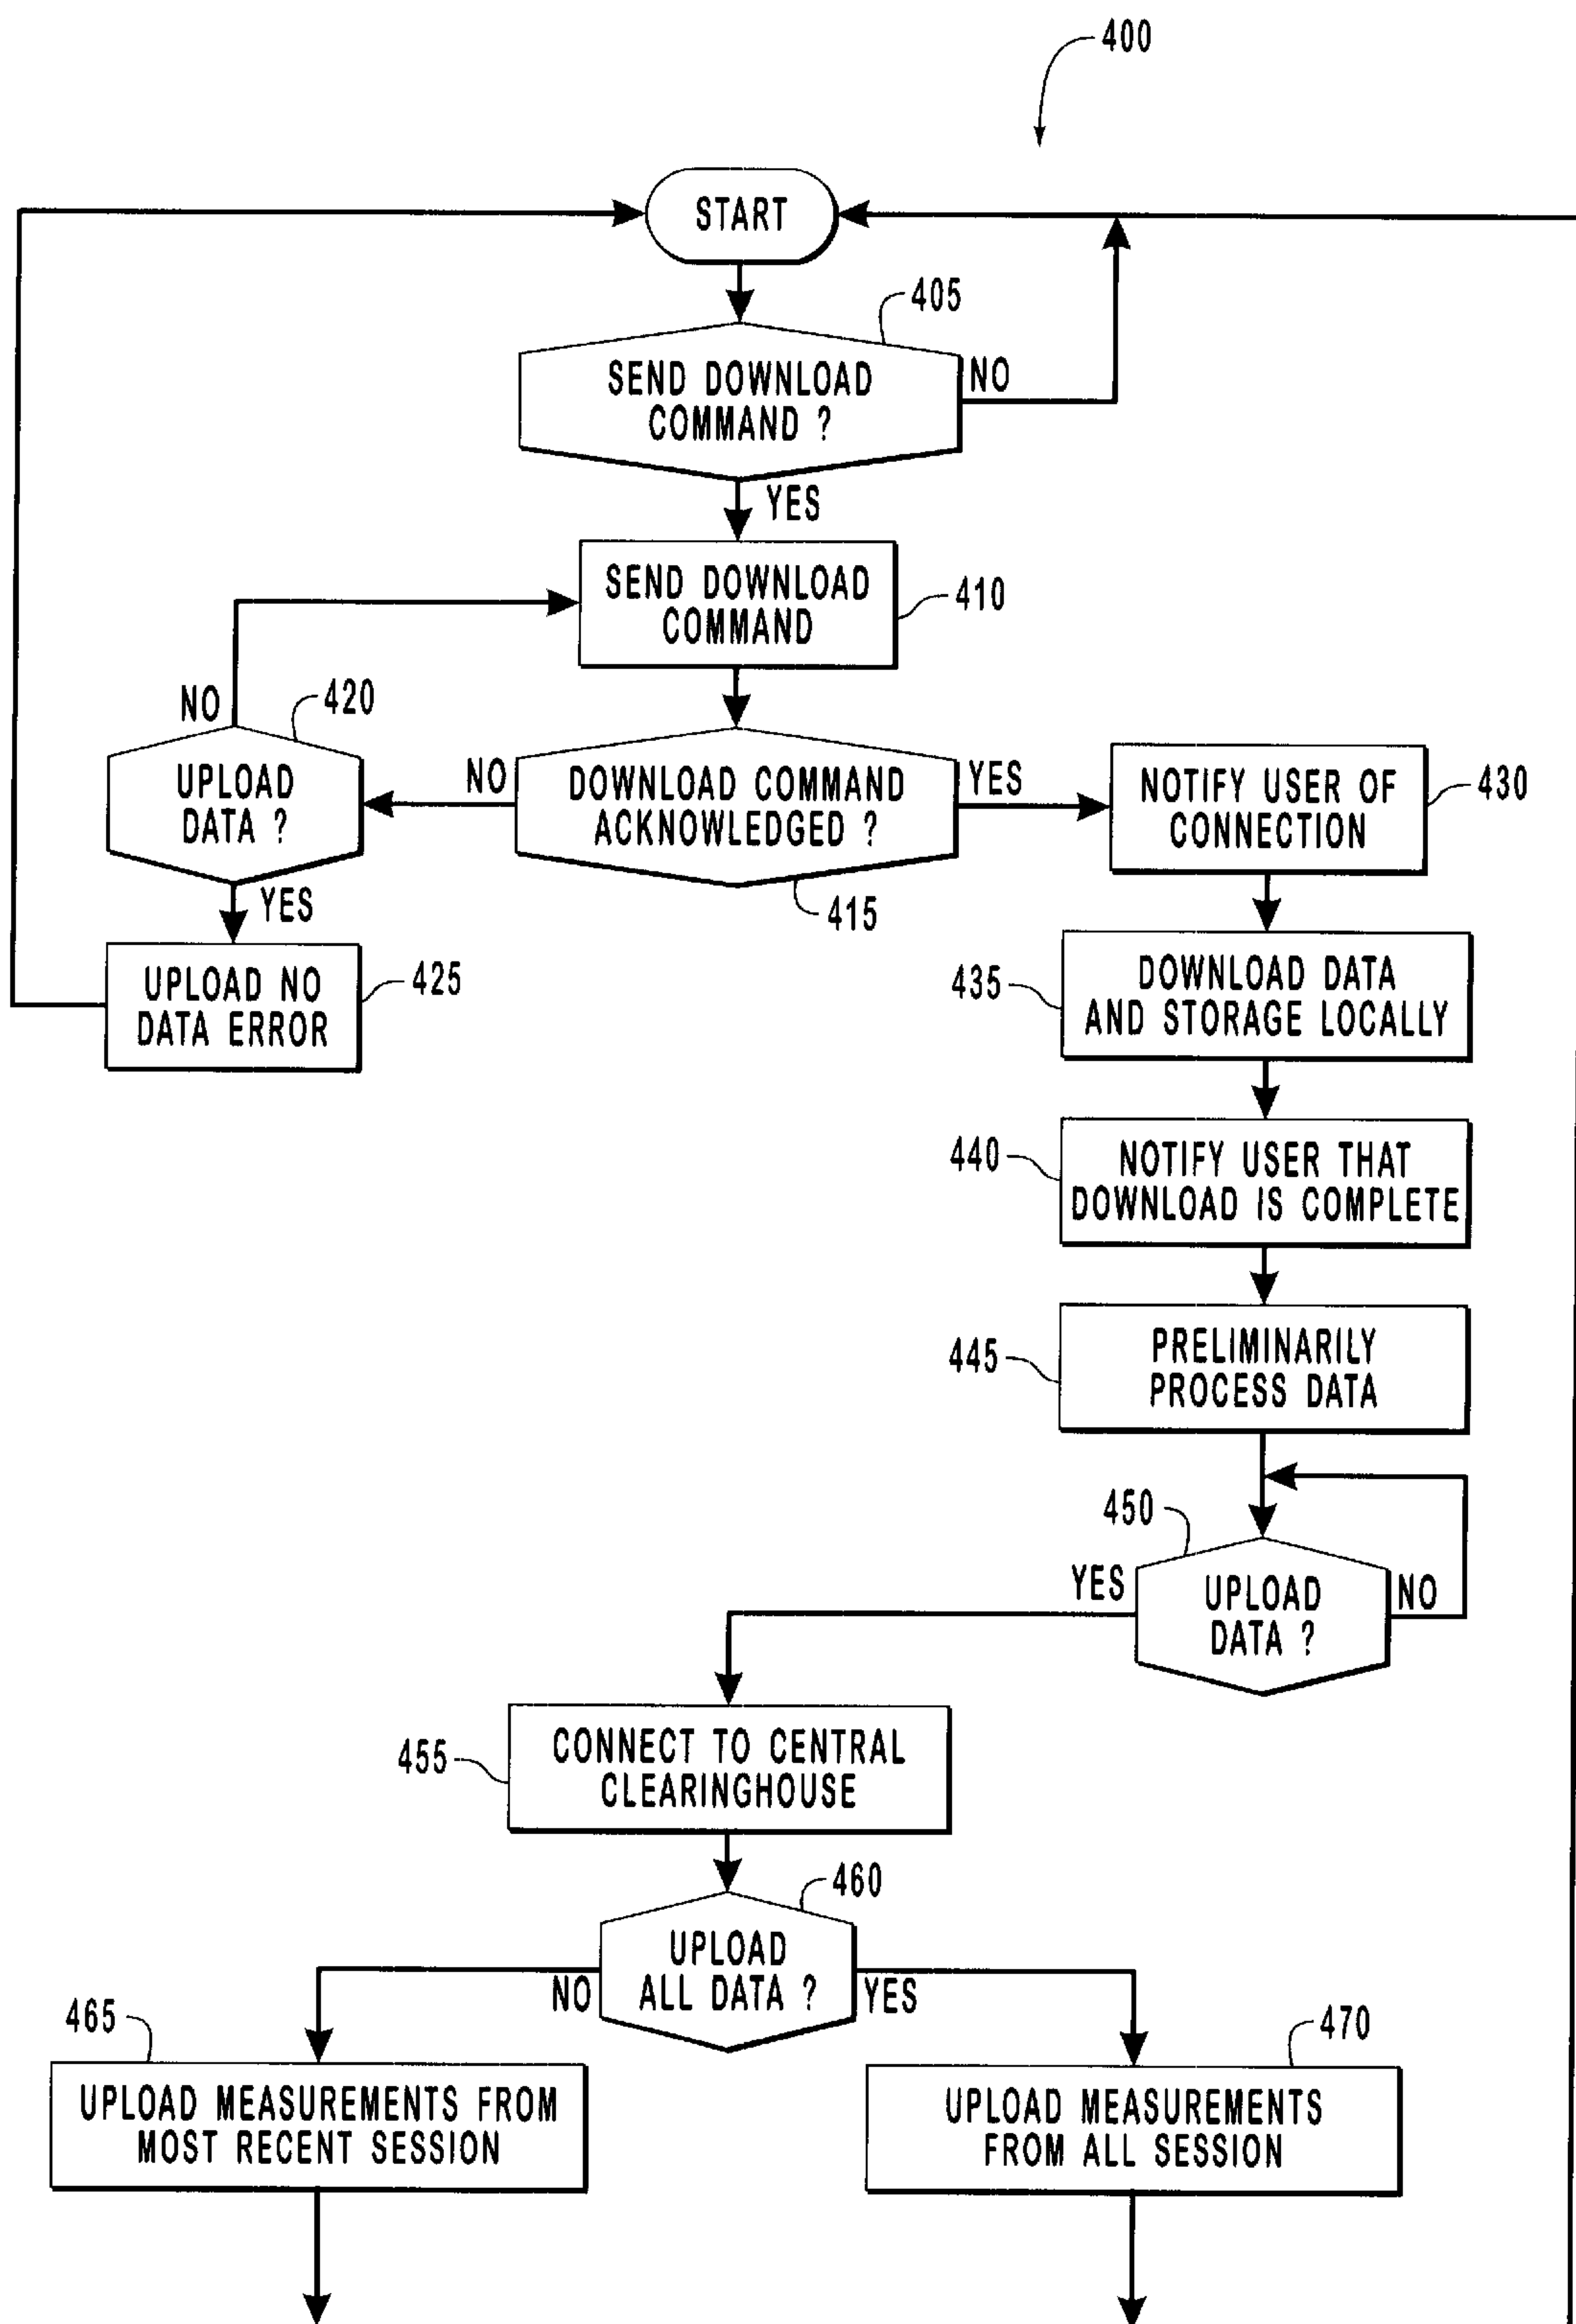 400
START
405
SEND DOWNLOAD
COMMAND ?
NO
YES
SEND DOWNLOAD
COMMAND
410
NO
420
UPLOAD
DATA ?
NO
DOWNLOAD COMMAND
ACKNOWLEDGED ?
YES
NOTIFY USER OF
CONNECTION
430
415
YES
UPLOAD NO
DATA ERROR
425
435
DOWNLOAD DATA
AND STORAGE LOCALLY
440
NOTIFY USER THAT
DOWNLOAD IS COMPLETE
445
PRELIMINARILY
PROCESS DATA
450
YES
UPLOAD
DATA ?
NO
455
CONNECT TO CENTRAL
CLEARINGHOUSE
460
UPLOAD
ALL DATA ?
NO
YES
465
UPLOAD MEASUREMENTS FROM
MOST RECENT SESSION
470
UPLOAD MEASUREMENTS
FROM ALL SESSION